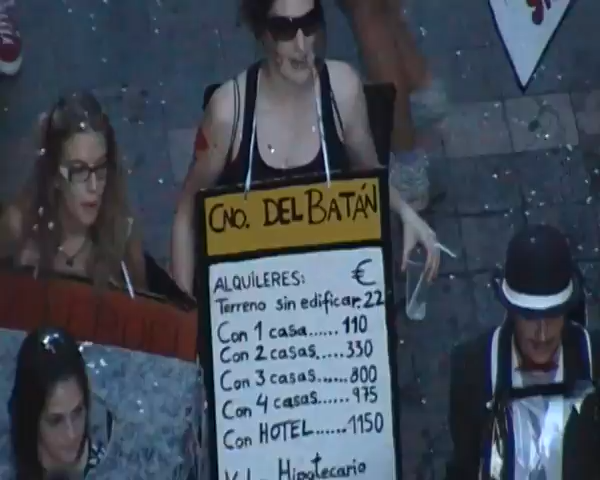 CNO. DEL BATÁN
ALQUILERES: €
Terreno sin edificar. 22
Con 1 casa......110
Con 2 casas.....330
Con 3 casas......800
Con 4 casas......975
Con HOTEL......1150
Hipotecario